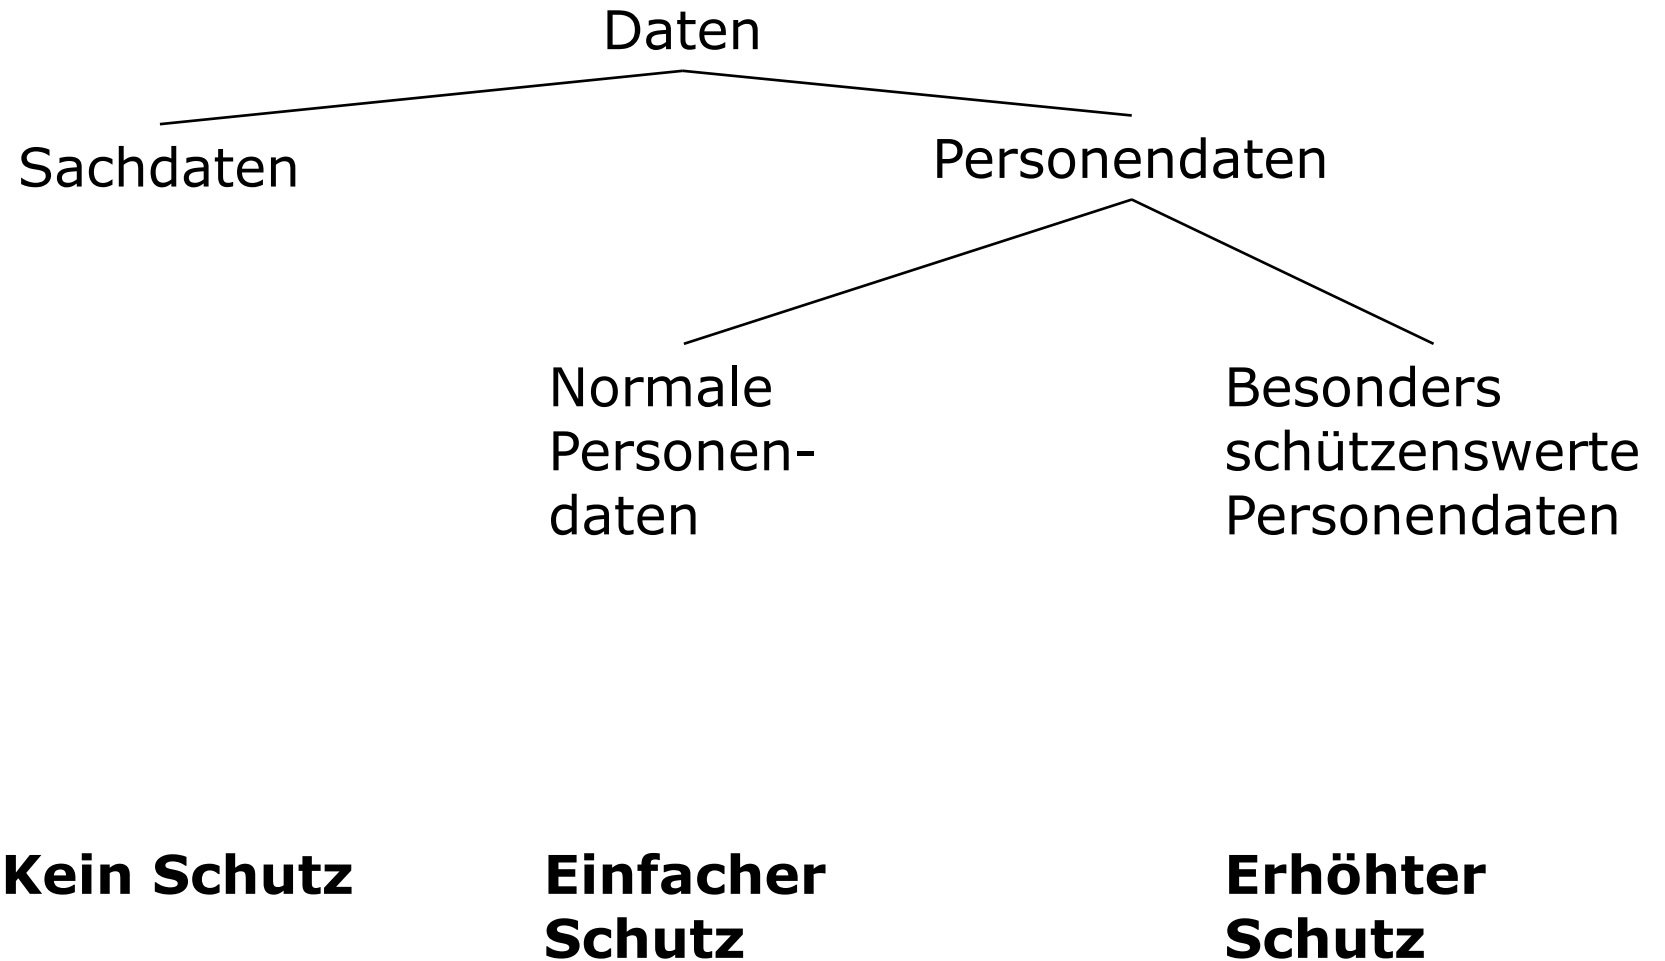 Daten
Sachdaten
Personendaten
Normale
Personen-
daten
Besonders
schützenswerte
Personendaten
Kein Schutz
Einfacher
Schutz
Erhöhter
Schutz